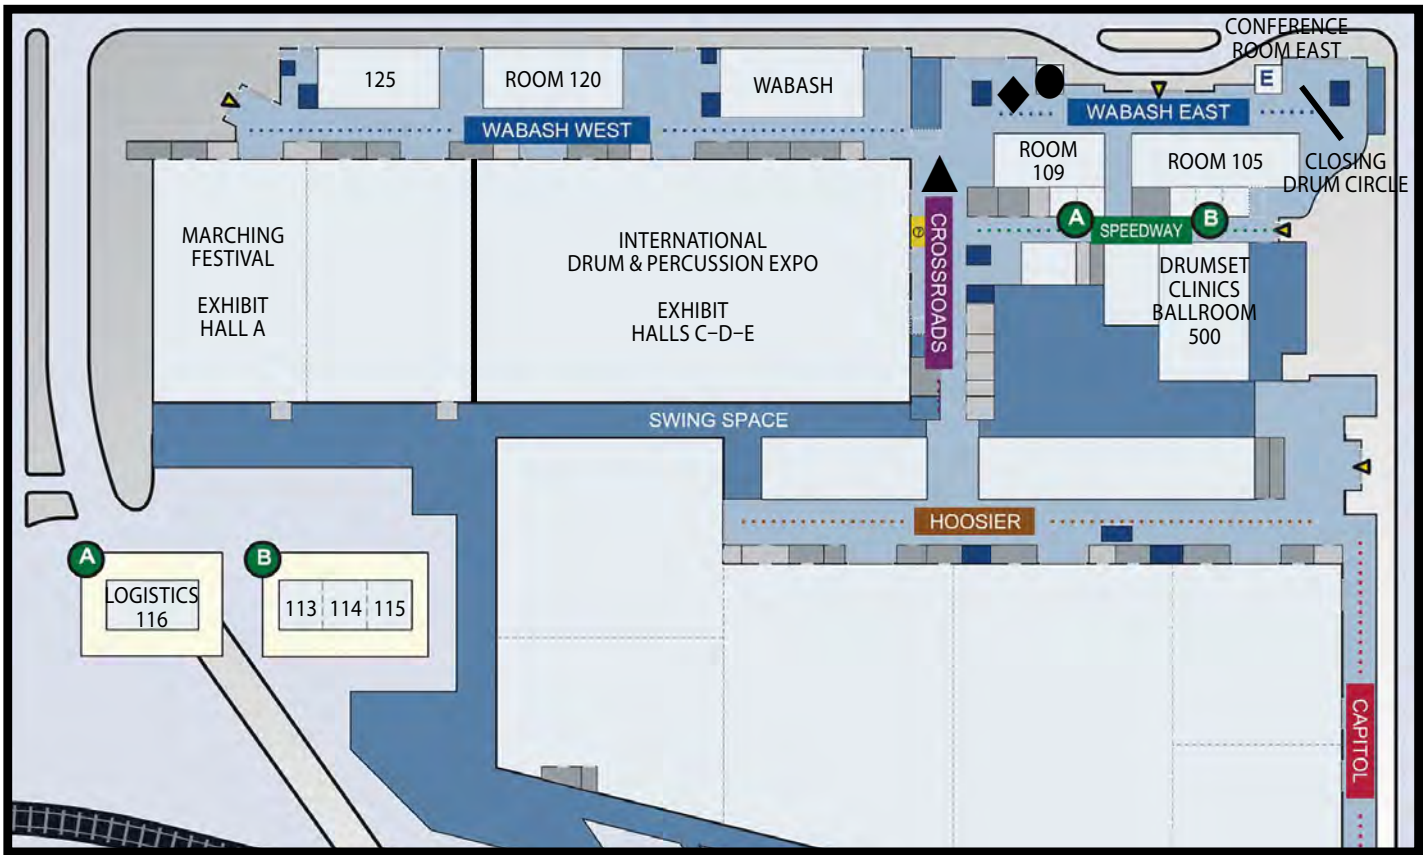 CONFERENCE
ROOM EAST
125
ROOM 120
WABASH
E
WABASH WEST
WABASH EAST
ROOM
109
ROOM 105
CLOSING
DRUM CIRCLE
A
SPEEDWAY
B
CROSSROADS
MARCHING
FESTIVAL
EXHIBIT
HALL A
INTERNATIONAL
DRUM & PERCUSSION EXPO
EXHIBIT
HALLS C–D–E
DRUMSET
CLINICS
BALLROOM
500
SWING SPACE
HOOSIER
A
LOGISTICS
116
B
113 114 115
CAPITOL